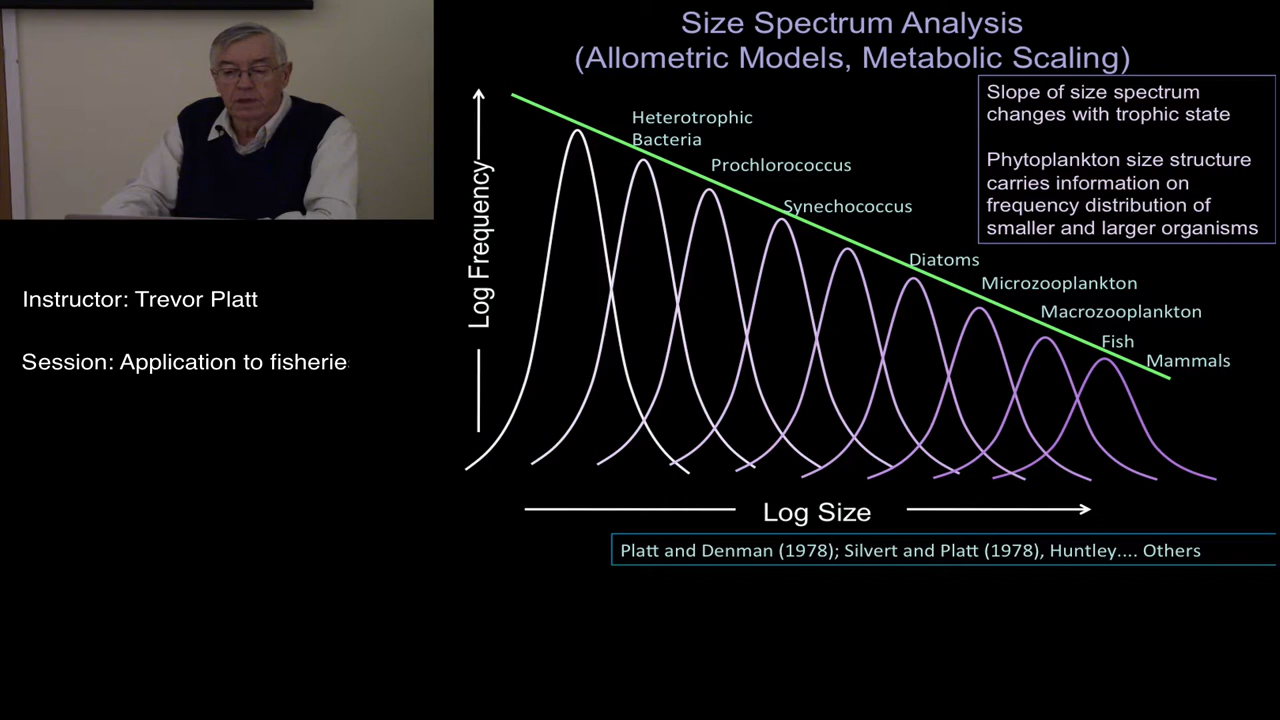 Size Spectrum Analysis
(Allometric Models, Metabolic Scaling)
Slope of size spectrum
changes with trophic state
Phytoplankton size structure
carries information on
frequency distribution of
smaller and larger organisms
Heterotrophic
Bacteria
Prochlorococcus
Synechococcus
Diatoms
Microzooplankton
Macrozooplankton
Fish
Mammals
Log Frequency
Log Size
Platt and Denman (1978); Silvert and Platt (1978), Huntley.... Others
Instructor: Trevor Platt
Session: Application to fisherie